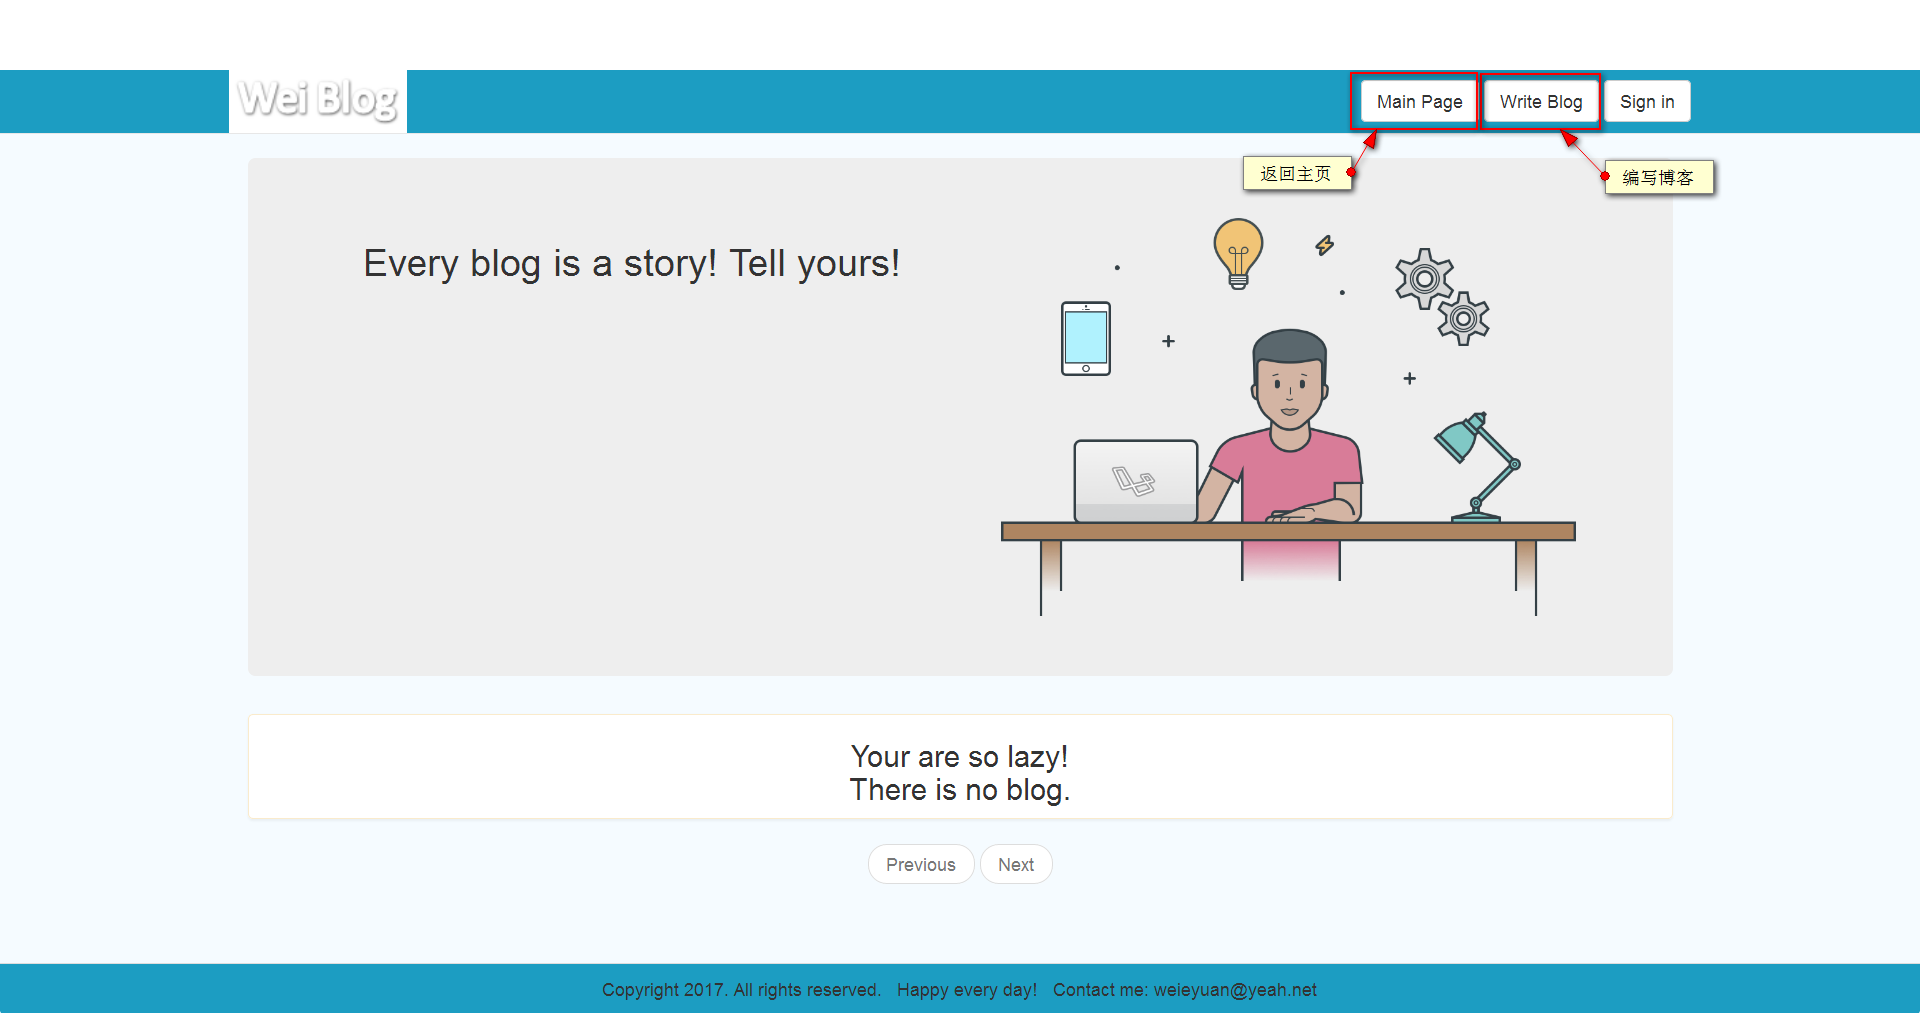 Wei Blog
Main Page
Write Blog
Sign in
返回主页
编写博客
Every blog is a story! Tell yours!
Your are so lazy!
There is no blog.
Previous
Next
Copyright 2017. All rights reserved. Happy every day! Contact me: weieyuan@yeah.net